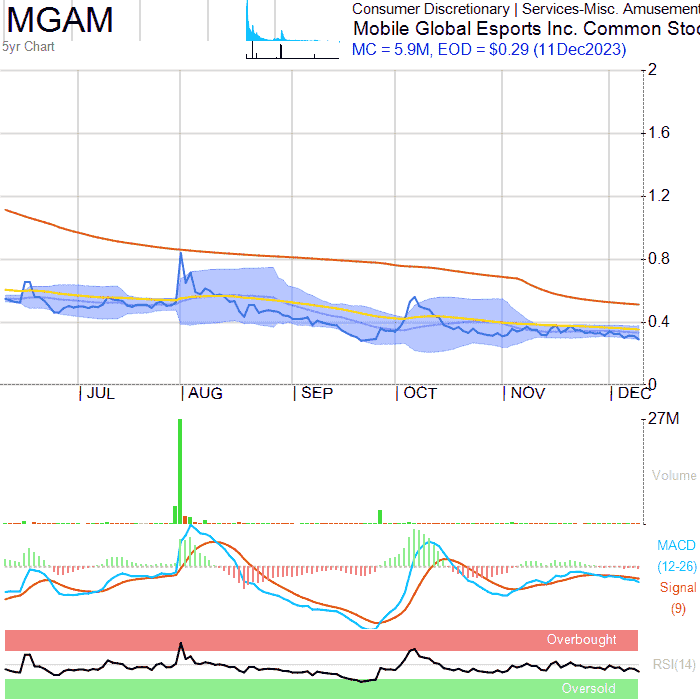 MGAM
5yr Chart
Consumer Discretionary | Services-Misc. Amusement
Mobile Global Esports Inc. Common Stoc
MC = 5.9M, EOD = $0.29 (11Dec2023)
2
1.6
1.2
0.8
0.4
0
JUL AUG SEP OCT NOV DEC
27M
Volume
MACD
(12-26)
Signal
(9)
Overbought
RSI(14)
Oversold